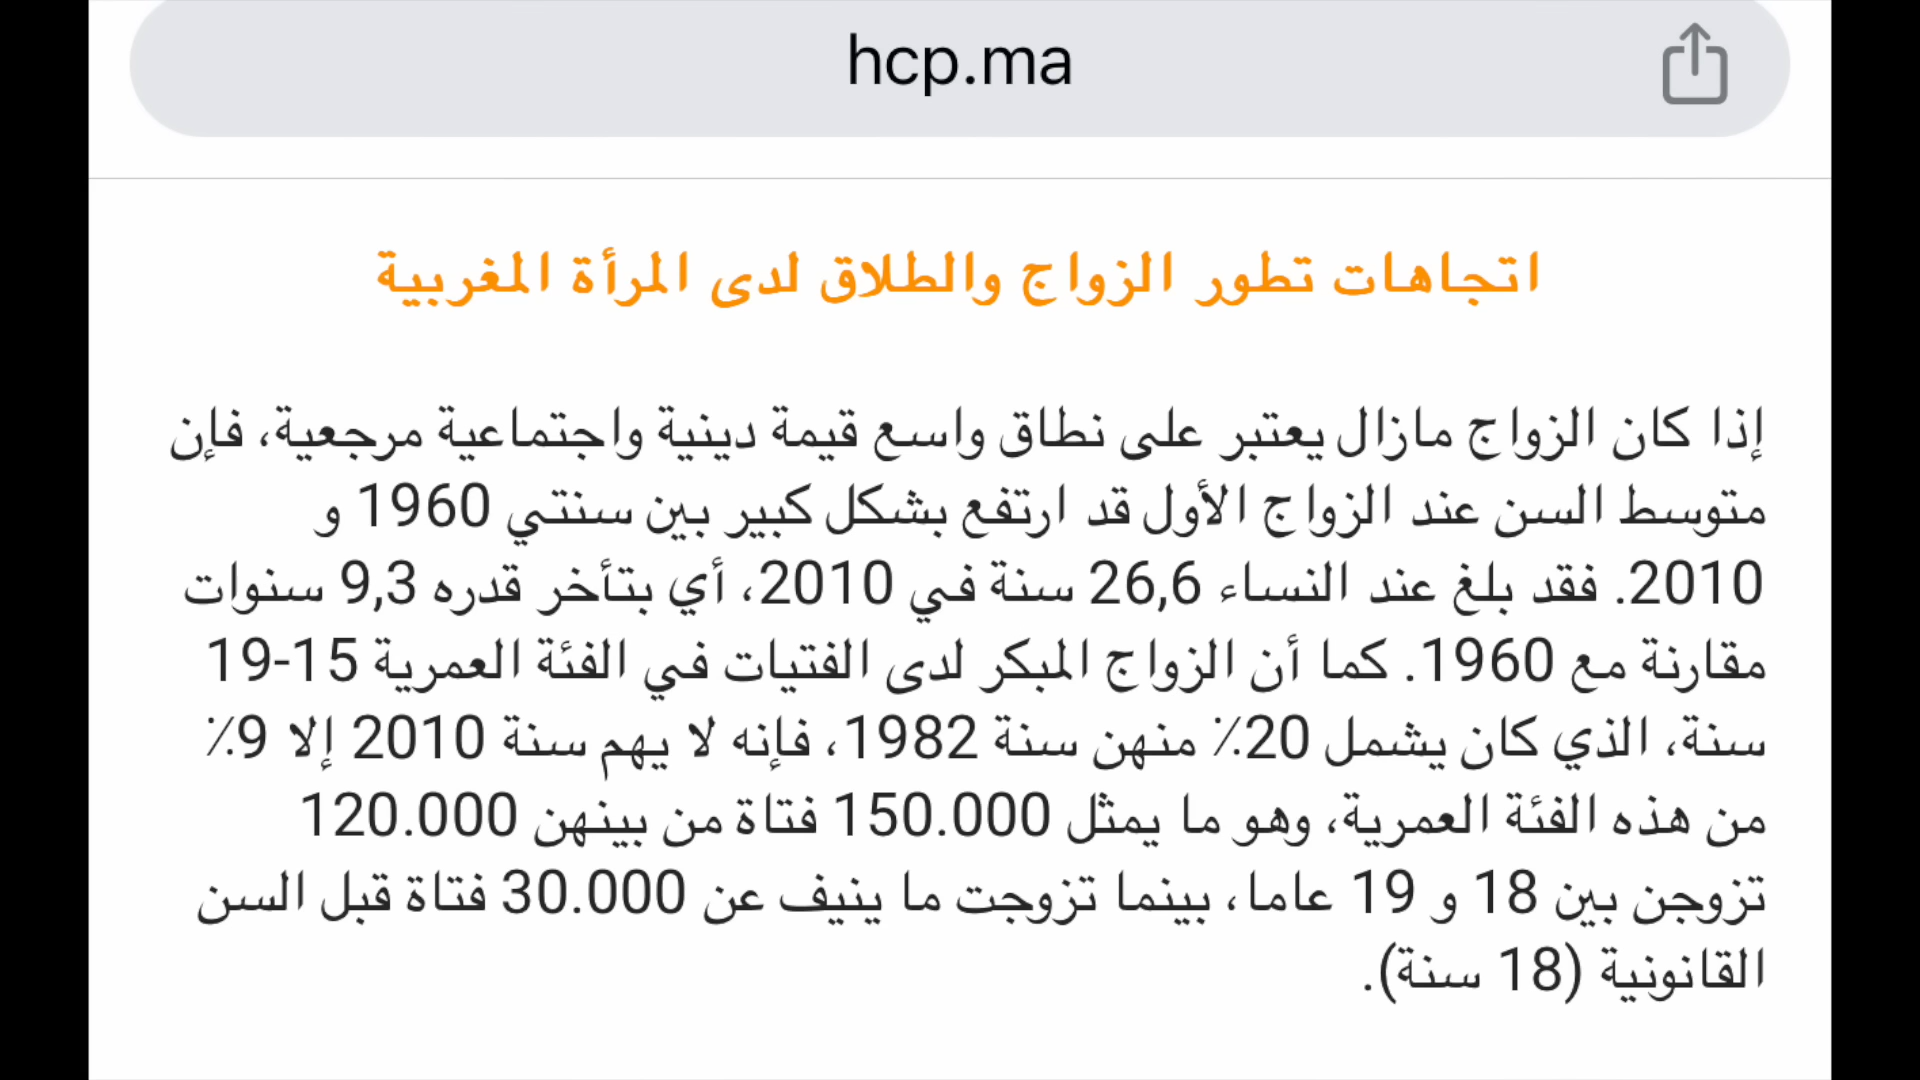 hcp.ma
اتجاهات تطور الزواج والطلاق لدى المرأة المغربية
إذا كان الزواج مازال يعتبر على نطاق واسع قيمة دينية واجتماعية مرجعية، فإن
متوسط السن عند الزواج الأول قد ارتفع بشكل كبير بين سنتي 1960 و
2010. فقد بلغ عند النساء 26,6 سنة في 2010، أي بتأخر قدره 9,3 سنوات
مقارنة مع 1960. كما أن الزواج المبكر لدى الفتيات في الفئة العمرية 15-19
سنة، الذي كان يشمل 20٪ منهن سنة 1982، فإنه لا يهم سنة 2010 إلا 9٪
من هذه الفئة العمرية، وهو ما يمثل 150.000 فتاة من بينهن 120.000
تزوجن بين 18 و 19 عاما، بينما تزوجت ما ينيف عن 30.000 فتاة قبل السن
القانونية (18 سنة).